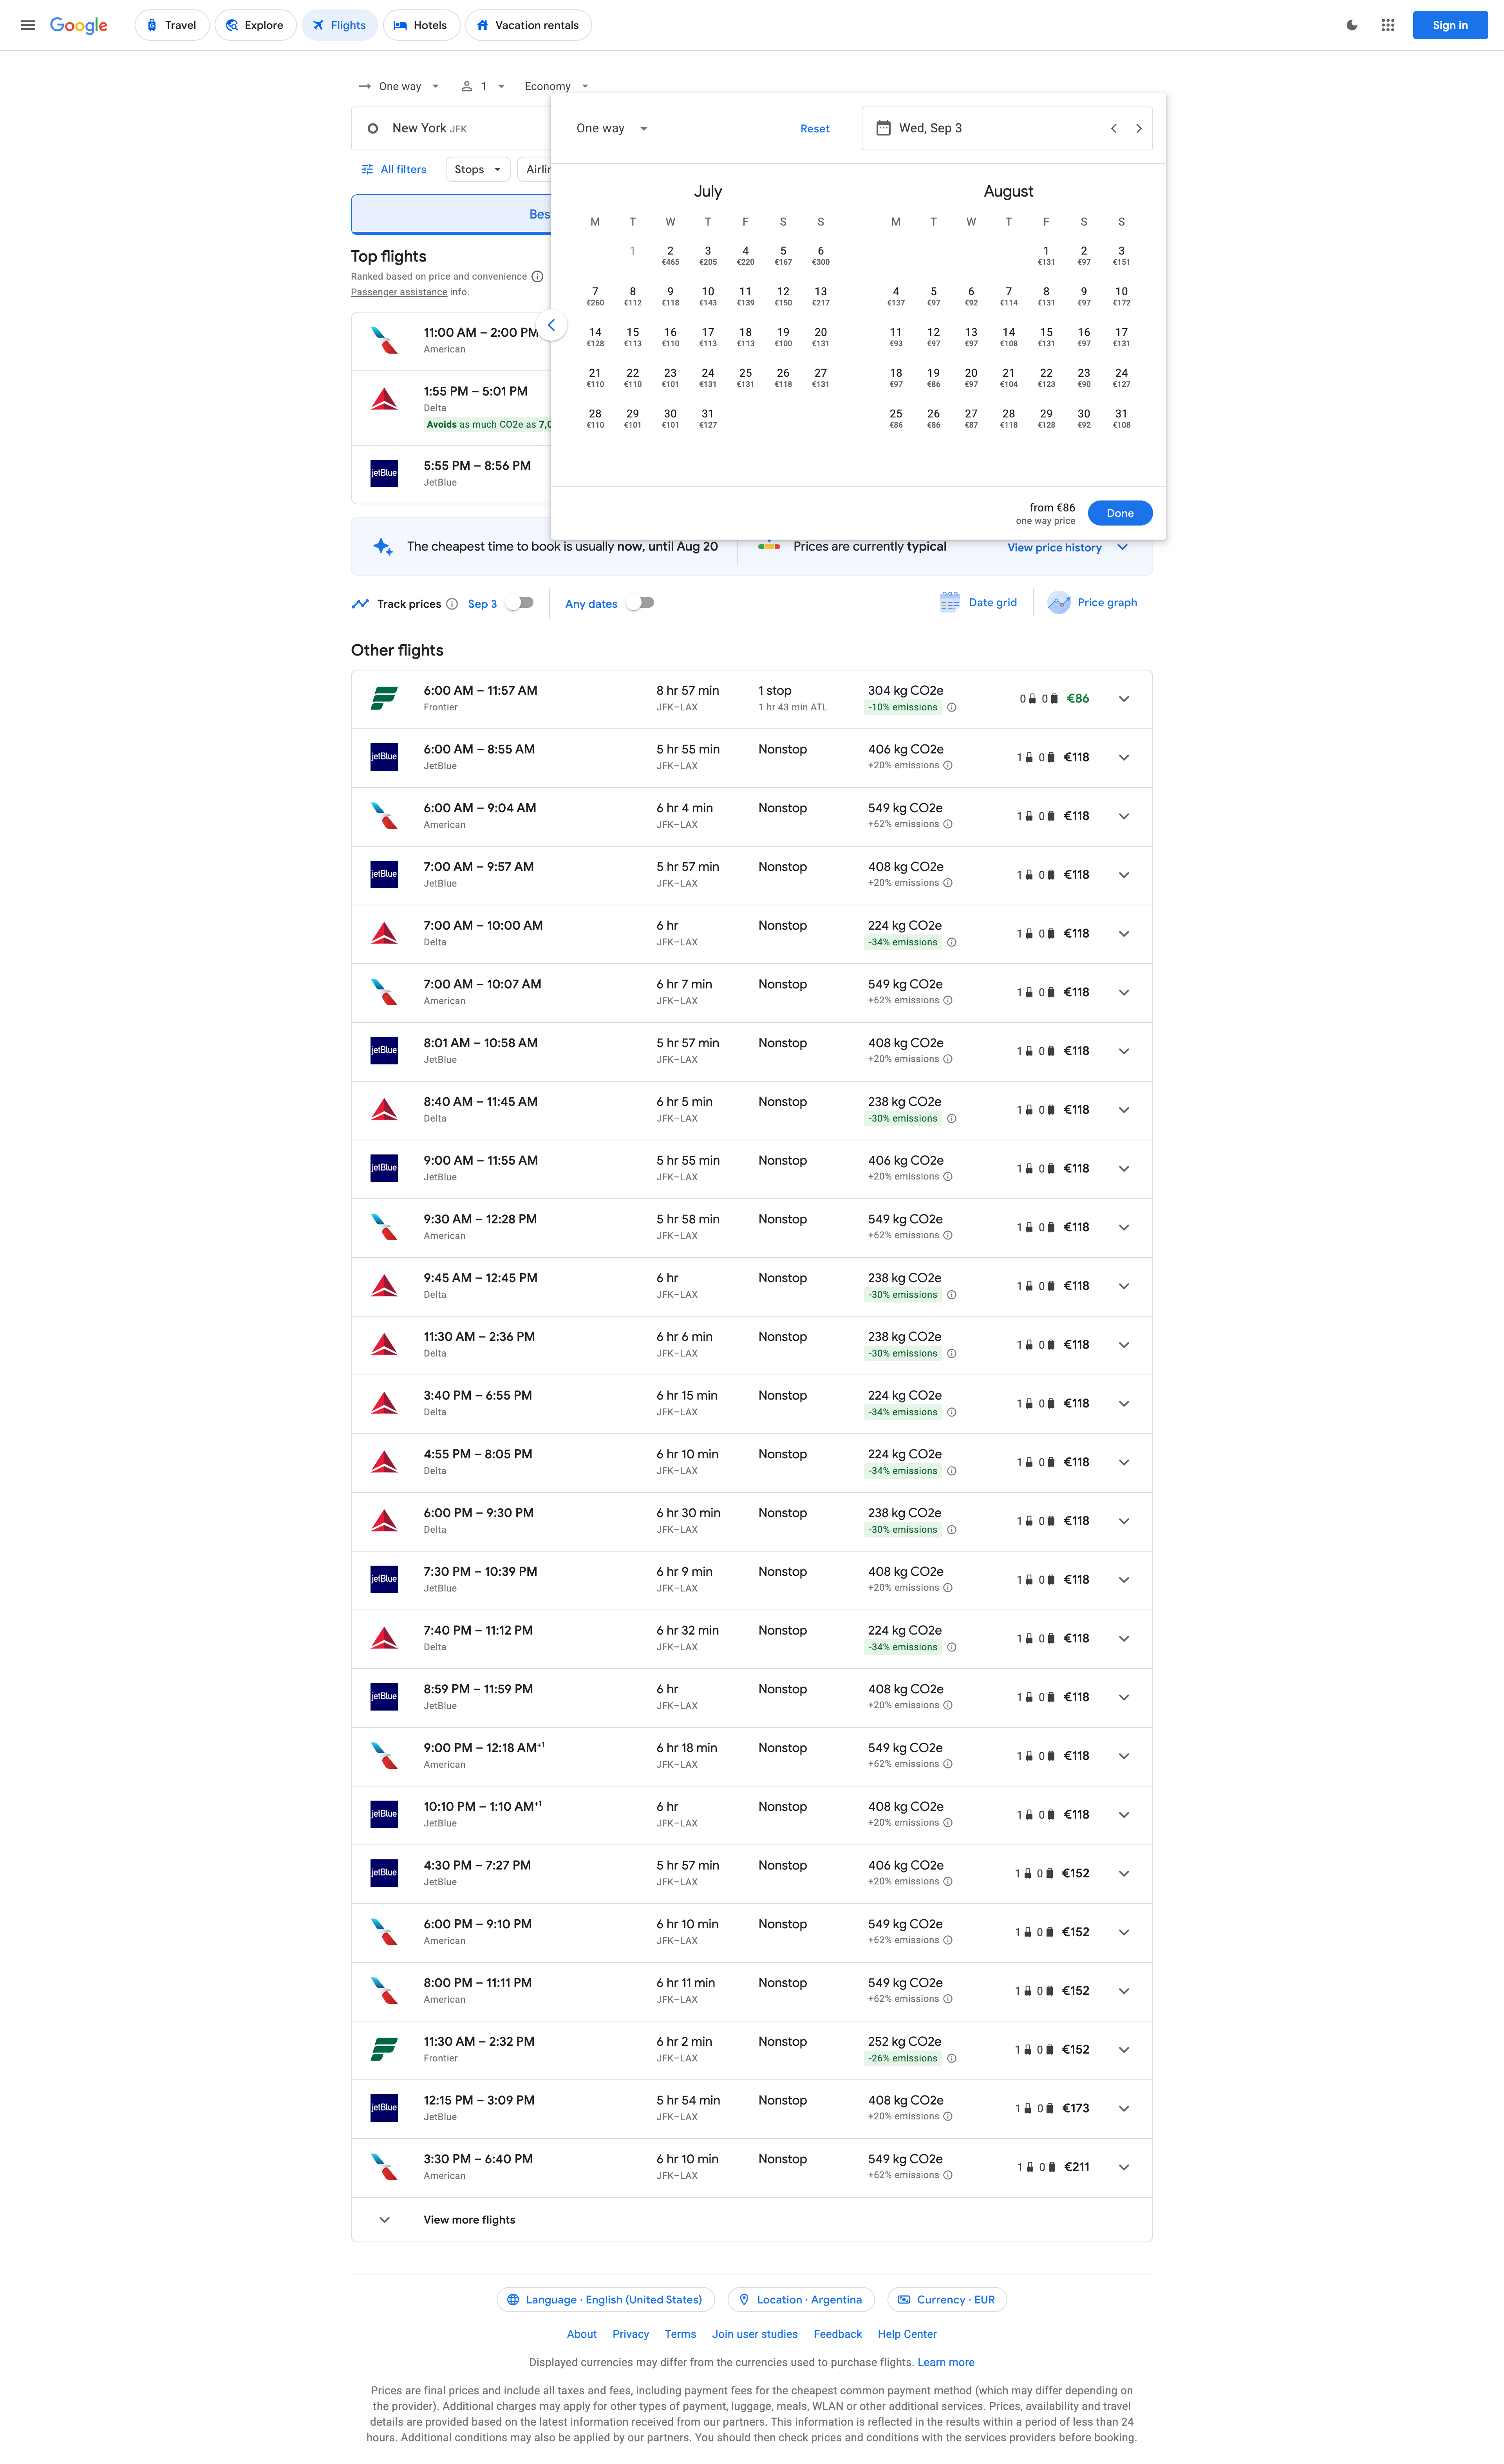 Google
Travel
Explore
Flights
Hotels
Vacation rentals
Sign in
One way
1
Economy
New York JFK
One way
Reset
Wed, Sep 3
All filters
Stops
Airlin
Bes
July
M T W T F S S
1 2 3 4 5 6
€465 €205 €220 €167 €300
7 8 9 10 11 12 13
€260 €112 €118 €143 €139 €150 €217
14 15 16 17 18 19 20
€128 €113 €110 €113 €113 €100 €131
21 22 23 24 25 26 27
€110 €110 €101 €131 €131 €118 €131
28 29 30 31
€110 €101 €101 €127
August
M T W T F S S
1 2 3
€131 €97 €151
4 5 6 7 8 9 10
€137 €97 €92 €114 €131 €97 €172
11 12 13 14 15 16 17
€93 €97 €97 €108 €131 €97 €131
18 19 20 21 22 23 24
€97 €86 €97 €104 €123 €90 €127
25 26 27 28 29 30 31
€86 €86 €87 €118 €128 €92 €108
from €86
one way price
Done
Top flights
Ranked based on price and convenience
Passenger assistance info.
11:00 AM – 2:00 PM
American
1:55 PM – 5:01 PM
Delta
Avoids as much CO2e as 7,0
5:55 PM – 8:56 PM
jetBlue
JetBlue
The cheapest time to book is usually now, until Aug 20
Prices are currently typical
View price history
Track prices
Sep 3
Any dates
Date grid
Price graph
Other flights
6:00 AM – 11:57 AM 8 hr 57 min 1 stop 304 kg CO2e 0 0 €86
Frontier JFK–LAX 1 hr 43 min ATL -10% emissions
jetBlue 6:00 AM – 8:55 AM 5 hr 55 min Nonstop 406 kg CO2e 1 0 €118
JetBlue JFK–LAX +20% emissions
6:00 AM – 9:04 AM 6 hr 4 min Nonstop 549 kg CO2e 1 0 €118
American JFK–LAX +62% emissions
jetBlue 7:00 AM – 9:57 AM 5 hr 57 min Nonstop 408 kg CO2e 1 0 €118
JetBlue JFK–LAX +20% emissions
7:00 AM – 10:00 AM 6 hr Nonstop 224 kg CO2e 1 0 €118
Delta JFK–LAX -34% emissions
7:00 AM – 10:07 AM 6 hr 7 min Nonstop 549 kg CO2e 1 0 €118
American JFK–LAX +62% emissions
jetBlue 8:01 AM – 10:58 AM 5 hr 57 min Nonstop 408 kg CO2e 1 0 €118
JetBlue JFK–LAX +20% emissions
8:40 AM – 11:45 AM 6 hr 5 min Nonstop 238 kg CO2e 1 0 €118
Delta JFK–LAX -30% emissions
jetBlue 9:00 AM – 11:55 AM 5 hr 55 min Nonstop 406 kg CO2e 1 0 €118
JetBlue JFK–LAX +20% emissions
9:30 AM – 12:28 PM 5 hr 58 min Nonstop 549 kg CO2e 1 0 €118
American JFK–LAX +62% emissions
9:45 AM – 12:45 PM 6 hr Nonstop 238 kg CO2e 1 0 €118
Delta JFK–LAX -30% emissions
11:30 AM – 2:36 PM 6 hr 6 min Nonstop 238 kg CO2e 1 0 €118
Delta JFK–LAX -30% emissions
3:40 PM – 6:55 PM 6 hr 15 min Nonstop 224 kg CO2e 1 0 €118
Delta JFK–LAX -34% emissions
4:55 PM – 8:05 PM 6 hr 10 min Nonstop 224 kg CO2e 1 0 €118
Delta JFK–LAX -34% emissions
6:00 PM – 9:30 PM 6 hr 30 min Nonstop 238 kg CO2e 1 0 €118
Delta JFK–LAX -30% emissions
jetBlue 7:30 PM – 10:39 PM 6 hr 9 min Nonstop 408 kg CO2e 1 0 €118
JetBlue JFK–LAX +20% emissions
7:40 PM – 11:12 PM 6 hr 32 min Nonstop 224 kg CO2e 1 0 €118
Delta JFK–LAX -34% emissions
jetBlue 8:59 PM – 11:59 PM 6 hr Nonstop 408 kg CO2e 1 0 €118
JetBlue JFK–LAX +20% emissions
9:00 PM – 12:18 AM+1 6 hr 18 min Nonstop 549 kg CO2e 1 0 €118
American JFK–LAX +62% emissions
jetBlue 10:10 PM – 1:10 AM+1 6 hr Nonstop 408 kg CO2e 1 0 €118
JetBlue JFK–LAX +20% emissions
jetBlue 4:30 PM – 7:27 PM 5 hr 57 min Nonstop 406 kg CO2e 1 0 €152
JetBlue JFK–LAX +20% emissions
6:00 PM – 9:10 PM 6 hr 10 min Nonstop 549 kg CO2e 1 0 €152
American JFK–LAX +62% emissions
8:00 PM – 11:11 PM 6 hr 11 min Nonstop 549 kg CO2e 1 0 €152
American JFK–LAX +62% emissions
11:30 AM – 2:32 PM 6 hr 2 min Nonstop 252 kg CO2e 1 0 €152
Frontier JFK–LAX -26% emissions
jetBlue 12:15 PM – 3:09 PM 5 hr 54 min Nonstop 408 kg CO2e 1 0 €173
JetBlue JFK–LAX +20% emissions
3:30 PM – 6:40 PM 6 hr 10 min Nonstop 549 kg CO2e 1 0 €211
American JFK–LAX +62% emissions
View more flights
Language · English (United States)
Location · Argentina
Currency · EUR
About Privacy Terms Join user studies Feedback Help Center
Displayed currencies may differ from the currencies used to purchase flights. Learn more
Prices are final prices and include all taxes and fees, including payment fees for the cheapest common payment method (which may differ depending on
the provider). Additional charges may apply for other types of payment, luggage, meals, WLAN or other additional services. Prices, availability and travel
details are provided based on the latest information received from our partners. This information is reflected in the results within a period of less than 24
hours. Additional conditions may also be applied by our partners. You should then check prices and conditions with the services providers before booking.